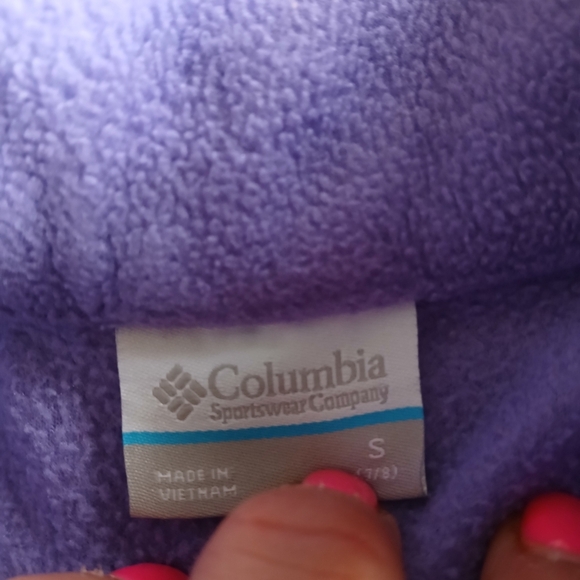 Columbia
Sportswear Company
S
(7/8)
MADE IN
VIETNAM